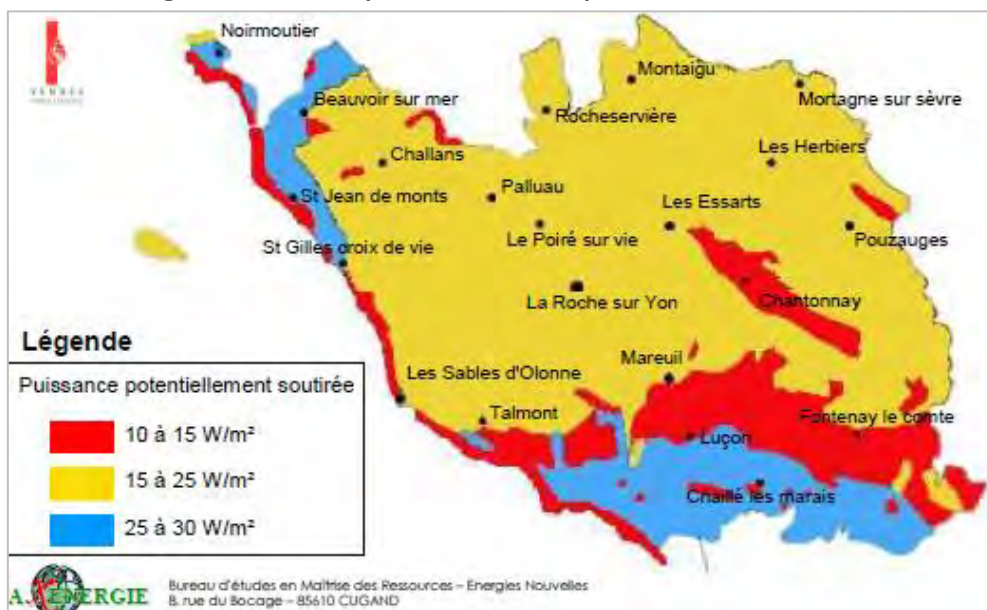 Noirmoutier
Montaigu
Mortagne sur sèvre
Beauvoir sur mer
Rocheservière
Les Herbiers
Challans
Palluau
St Jean de monts
Les Essarts
Le Poiré sur vie
Pouzauges
St Gilles croix de vie
La Roche sur Yon
Chantonnay
Légende
Mareuil
Puissance potentiellement soutirée
Les Sables d'Olonne
Talmont
Fontenay le comte
10 à 15 W/m²
Luçon
15 à 25 W/m²
Chaillé les marais
25 à 30 W/m²
Bureau d'études en Maîtrise des Ressources – Energies Nouvelles
8, rue du Bocage – 85610 CUGAND